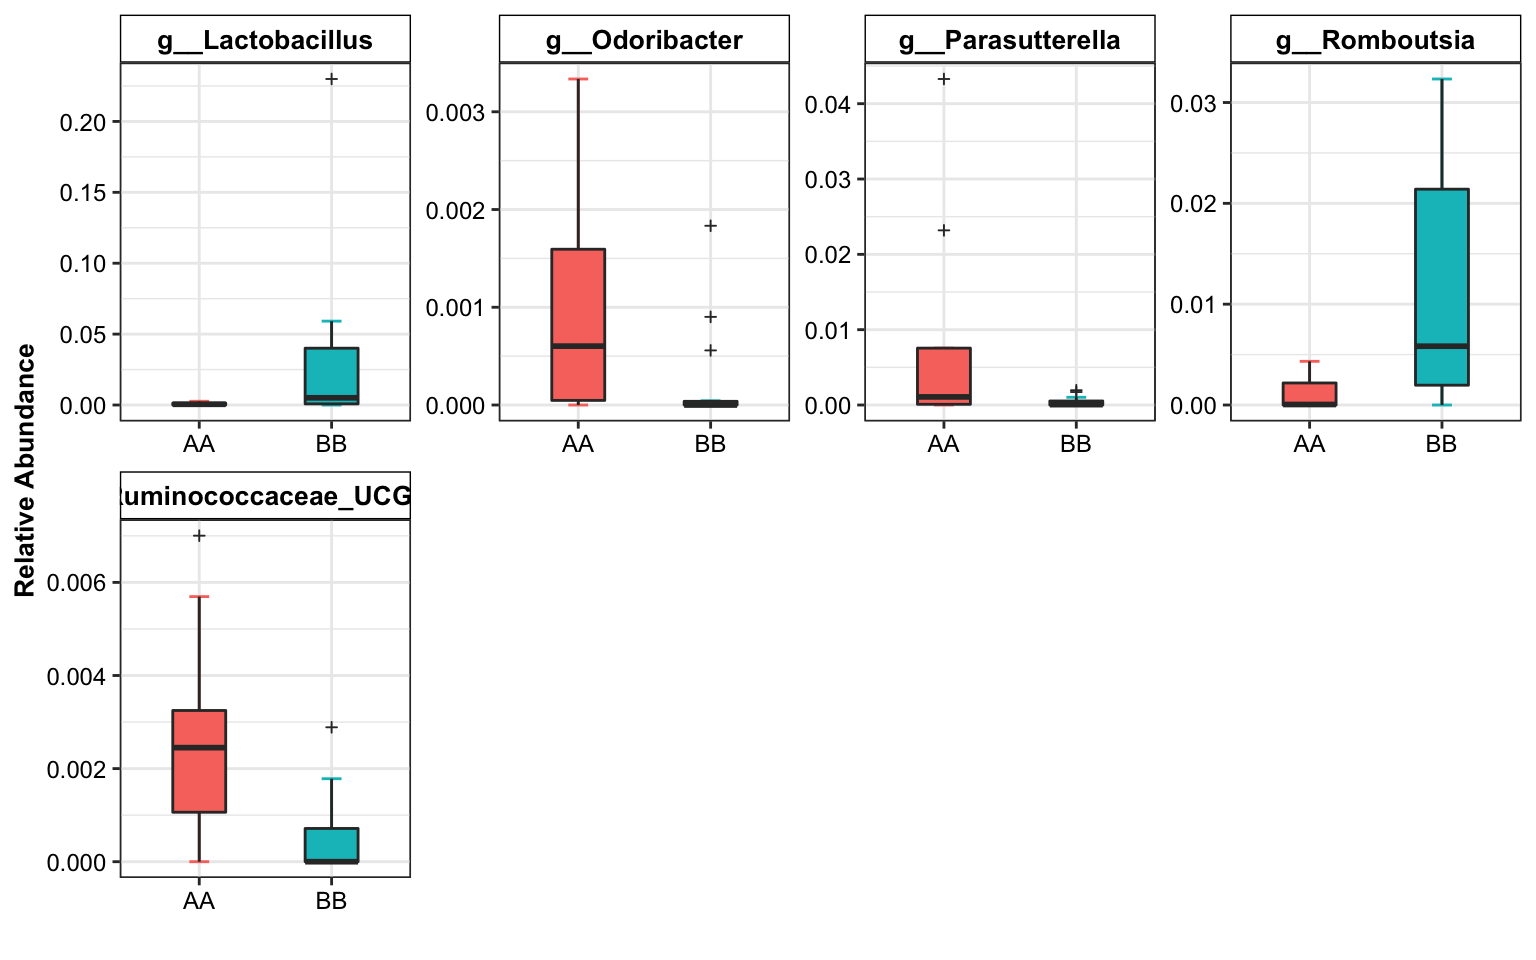 g__Lactobacillus
g__Odoribacter
g__Parasutterella
g__Romboutsia
0.20
0.15
0.10
0.05
0.00
AA BB
0.003
0.002
0.001
0.000
AA BB
0.04
0.03
0.02
0.01
0.00
AA BB
0.03
0.02
0.01
0.00
AA BB
Relative Abundance
uminococcaceae_UCG
0.006
0.004
0.002
0.000
AA BB